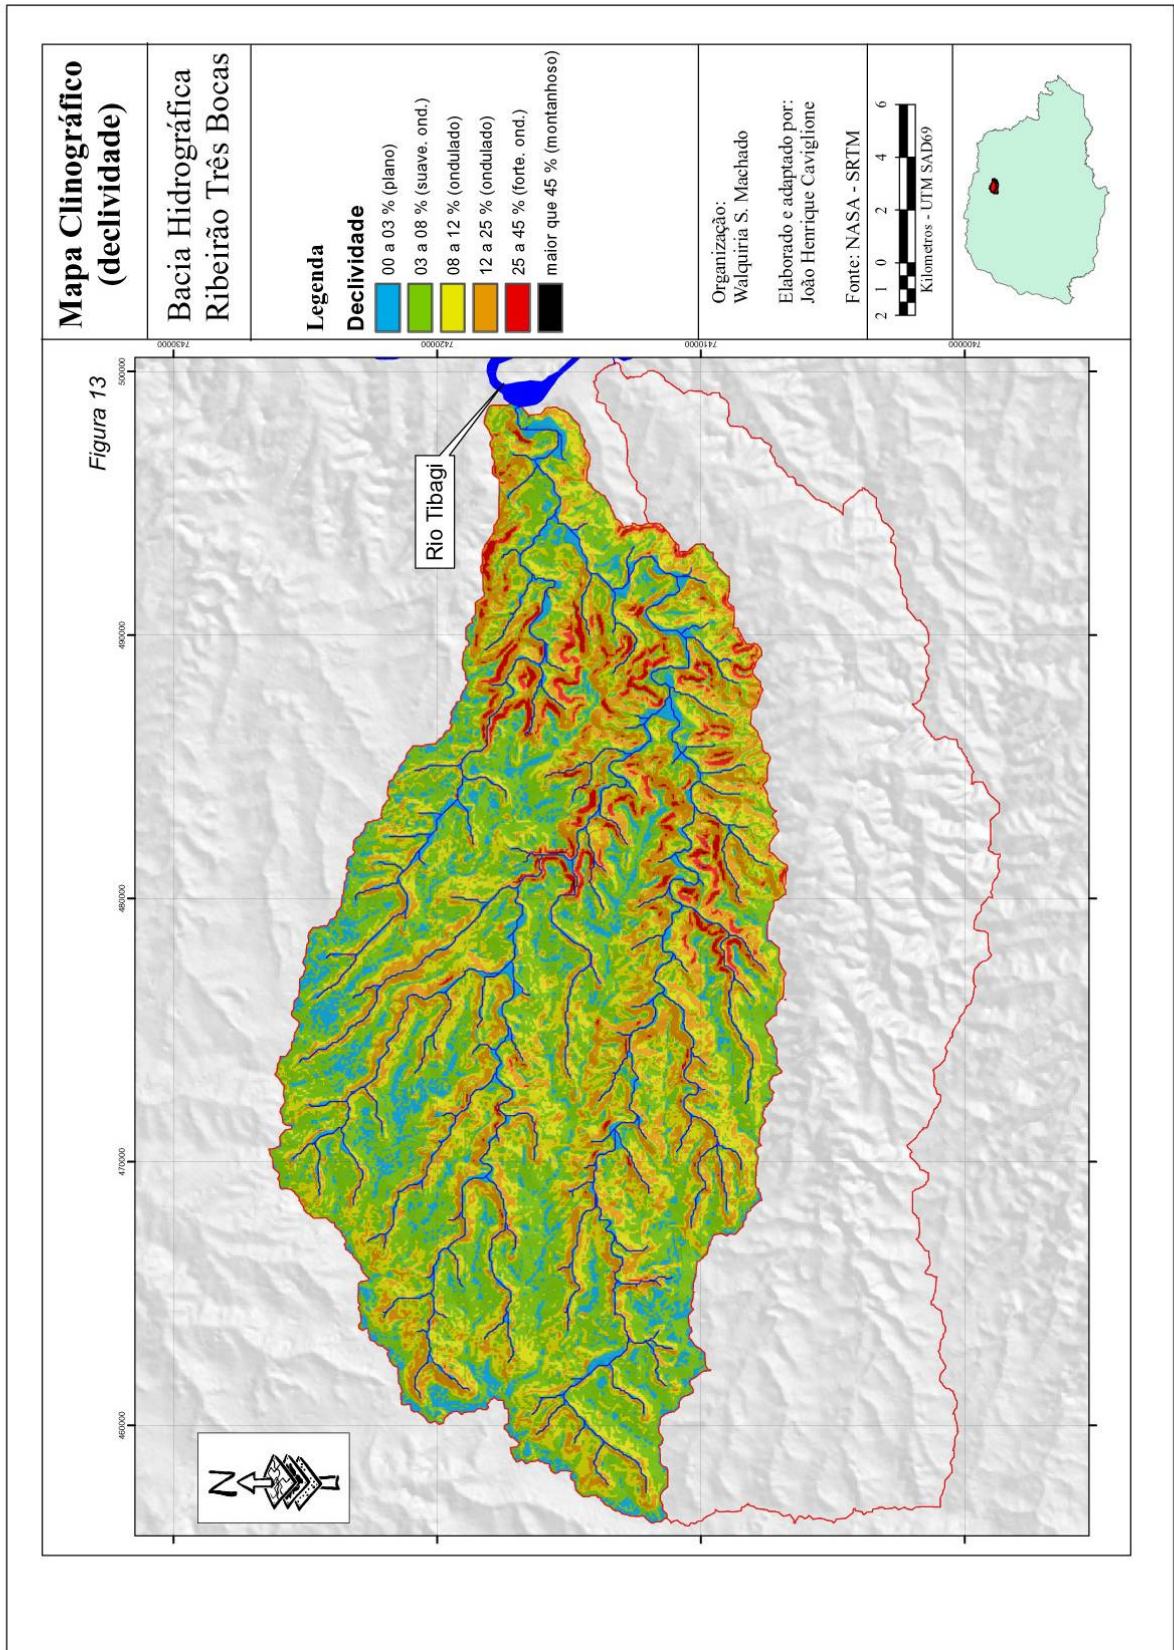 Figura 13
Mapa Clinográfico
(declividade)
Bacia Hidrográfica
Ribeirão Três Bocas
Legenda
Declividade
00 a 03 % (plano)
03 a 08 % (suave. ond.)
08 a 12 % (ondulado)
12 a 25 % (ondulado)
25 a 45 % (forte. ond.)
maior que 45 % (montanhoso)
Organização:
Walquiria S. Machado
Elaborado e adaptado por:
João Henrique Caviglione
Fonte: NASA - SRTM
2 1 0 2 4 6
Kilometros - UTM SAD69
N
Rio Tibagi
460000
470000
480000
490000
500000
7430000
7420000
7410000
7400000